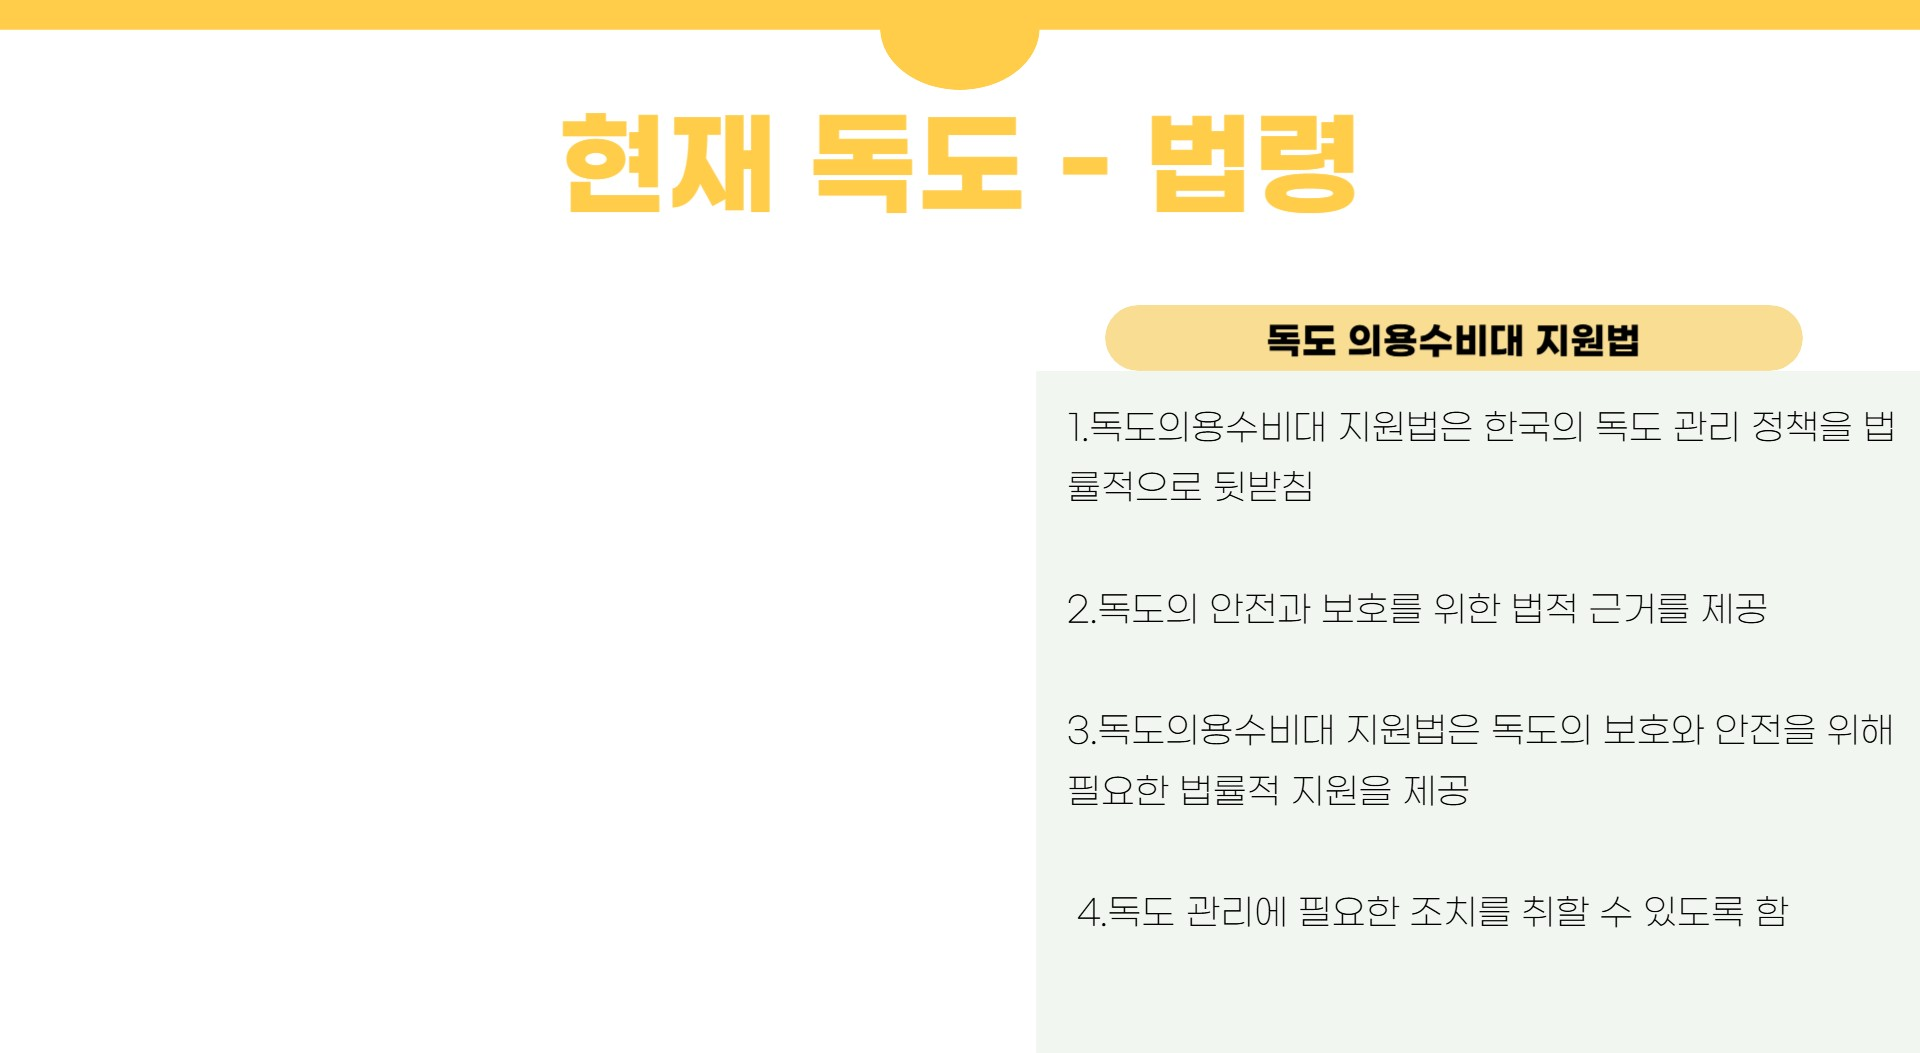 현재 독도 - 법령
독도 의용수비대 지원법
1.독도의용수비대 지원법은 한국의 독도 관리 정책을 법
률적으로 뒷받침
2.독도의 안전과 보호를 위한 법적 근거를 제공
3.독도의용수비대 지원법은 독도의 보호와 안전을 위해
필요한 법률적 지원을 제공
4.독도 관리에 필요한 조치를 취할 수 있도록 함